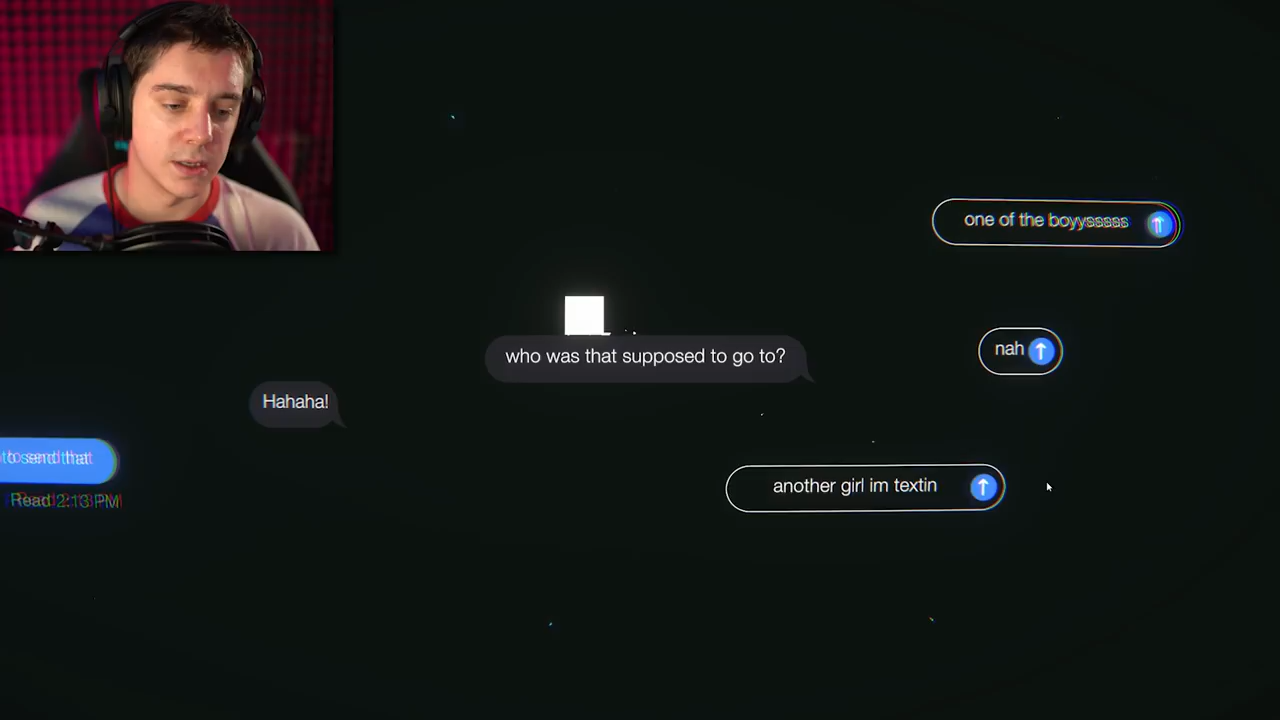 one of the boyysssss
nah
who was that supposed to go to?
Hahaha!
to send that
Read 2:13 PM
another girl im textin